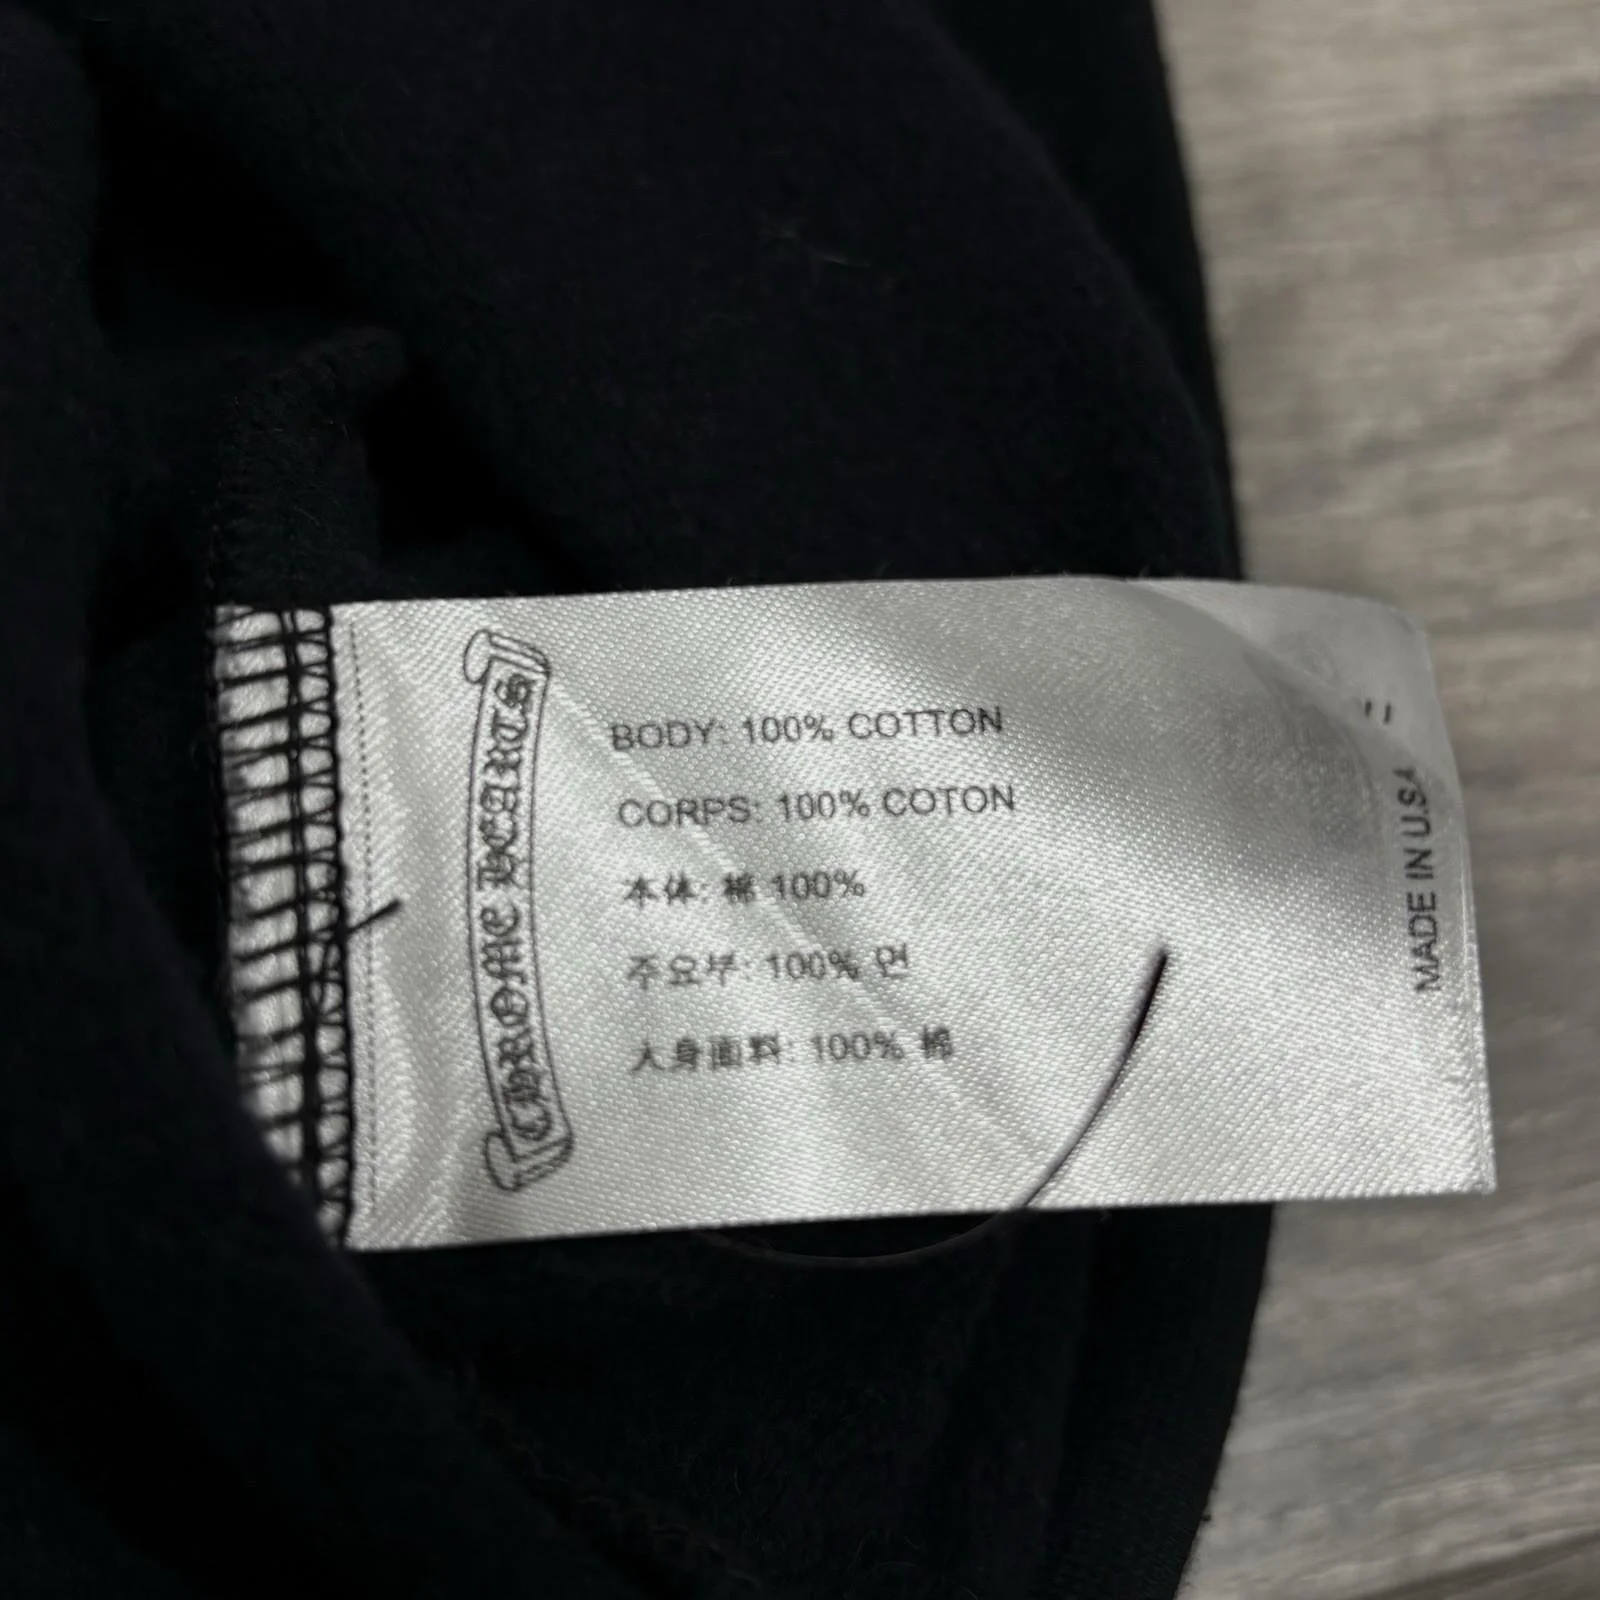 CHROME HEARTS
BODY: 100% COTTON
CORPS: 100% COTON
本体: 棉 100%
주요부: 100% 면
大身面料: 100% 棉
MADE IN U.S.A